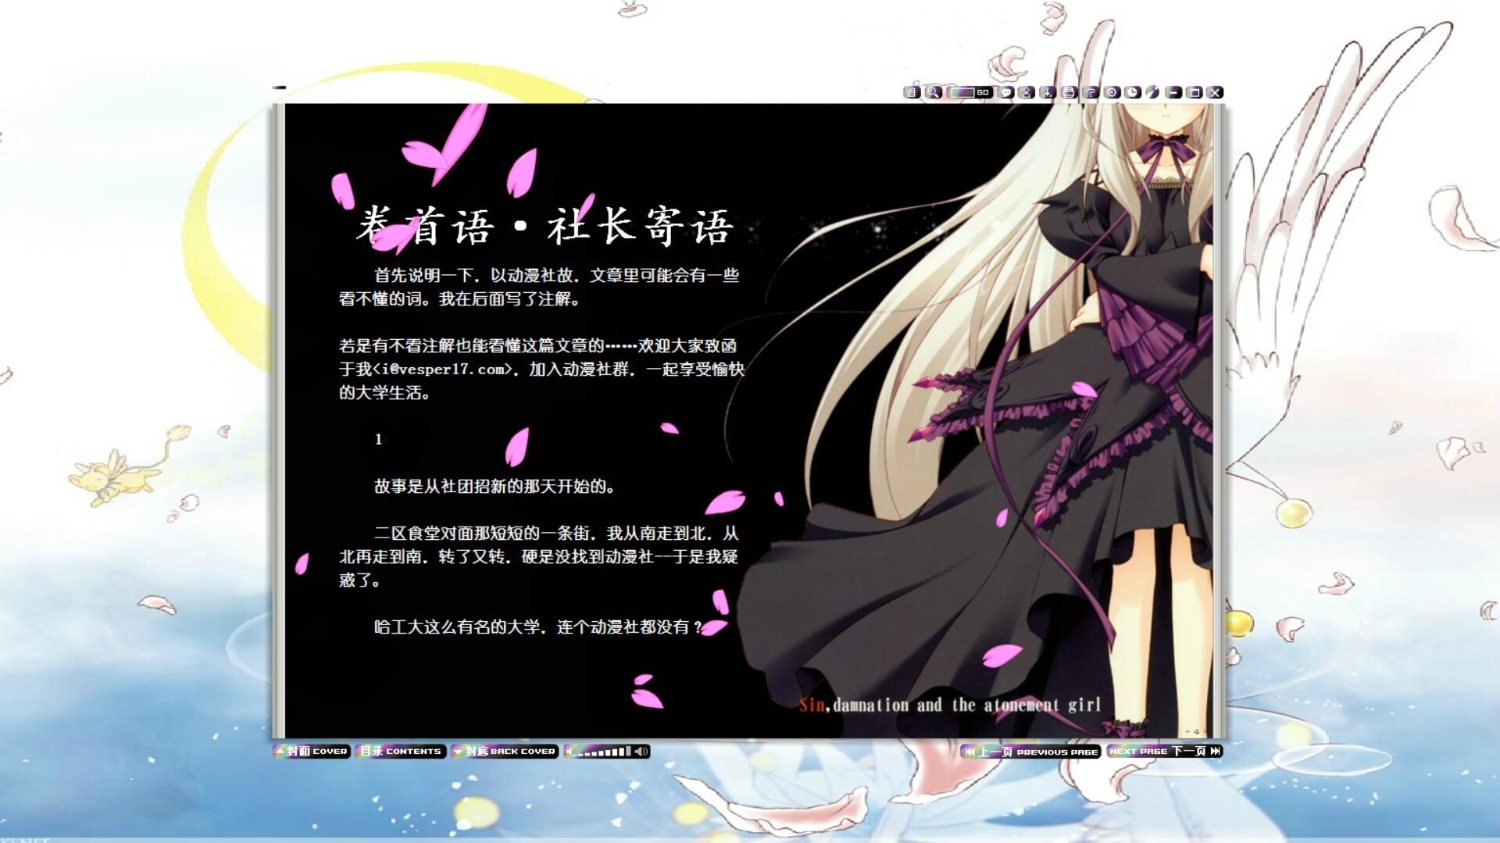 GO
卷首语·社长寄语
首先说明一下，以动漫社故，文章里可能会有一些
看不懂的词。我在后面写了注解。
若是有不看注解也能看懂这篇文章的……欢迎大家致函
于我<i@vesper17.com>，加入动漫社群，一起享受愉快
的大学生活。
1
故事是从社团招新的那天开始的。
二区食堂对面那短短的一条街，我从南走到北，从
北再走到南，转了又转，硬是没找到动漫社--于是我疑
惑了。
哈工大这么有名的大学，连个动漫社都没有？
Sin,damnation and the atonement girl
- 4 -
封面 COVER
目录 CONTENTS
封底 BACK COVER
上一页 PREVIOUS PAGE
NEXT PAGE 下一页